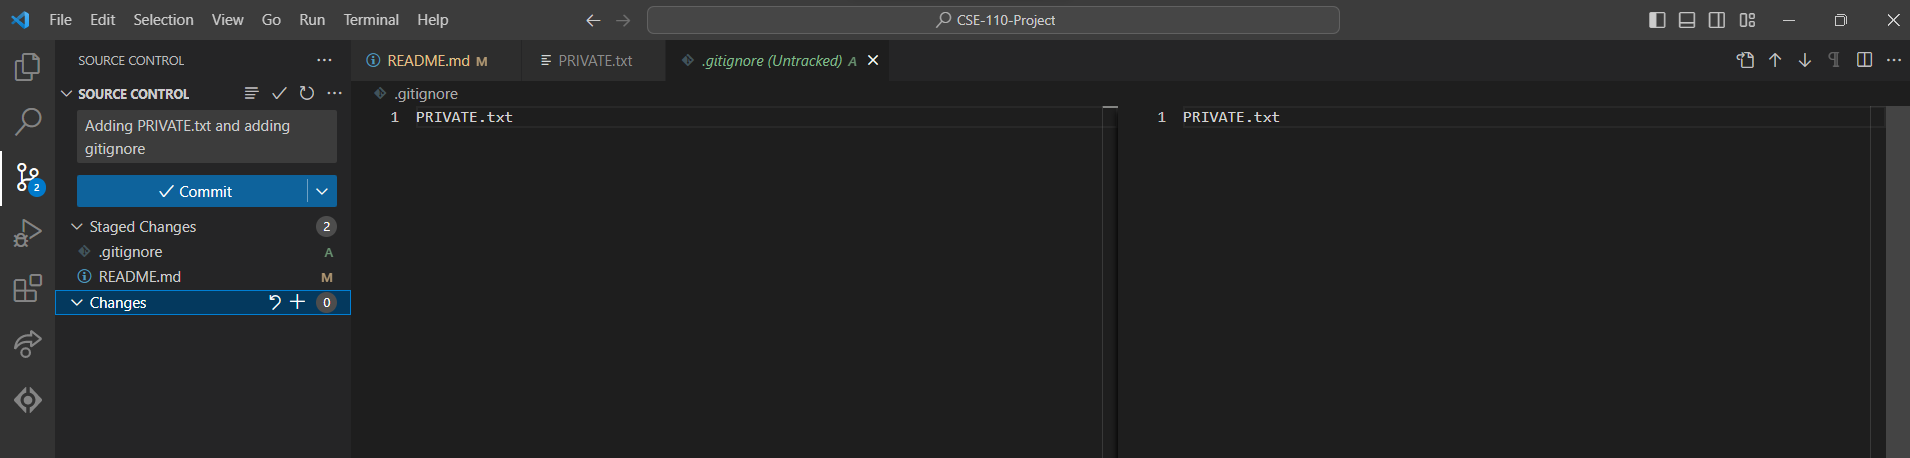 File Edit Selection View Go Run Terminal Help CSE-110-Project
SOURCE CONTROL
README.md M PRIVATE.txt .gitignore (Untracked) A
SOURCE CONTROL
Adding PRIVATE.txt and adding
gitignore
Commit
Staged Changes 2
.gitignore A
README.md M
Changes 0
2
.gitignore
1 PRIVATE.txt
1 PRIVATE.txt